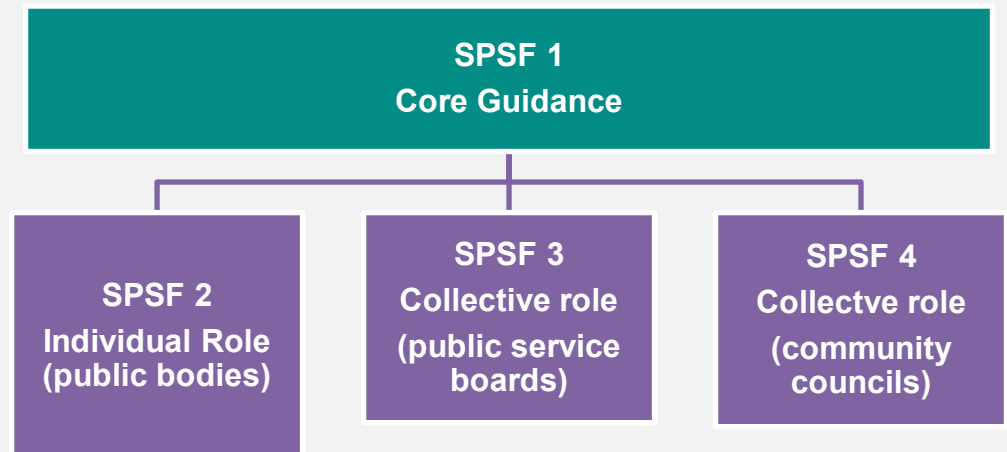 SPSF 1
Core Guidance
SPSF 2
Individual Role
(public bodies)
SPSF 3
Collective role
(public service
boards)
SPSF 4
Collectve role
(community
councils)